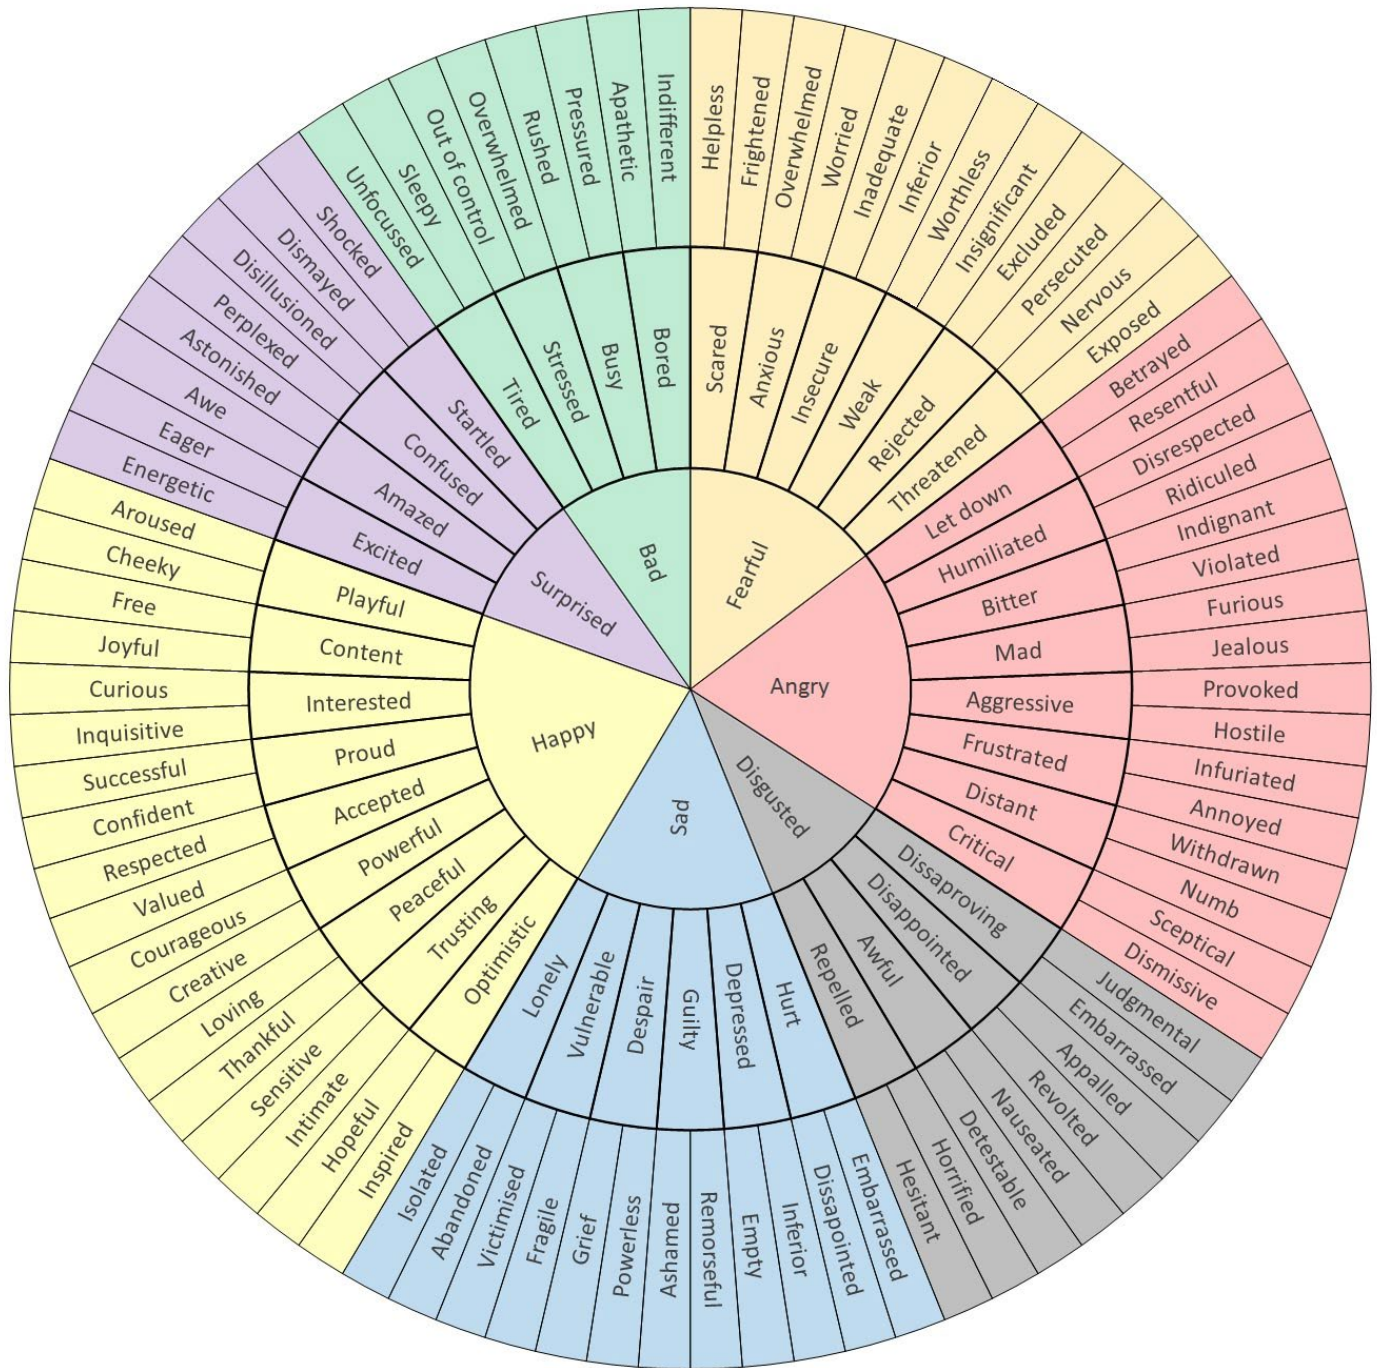 Fearful
Angry
Disgusted
Sad
Happy
Surprised
Bad
Scared
Anxious
Insecure
Weak
Rejected
Threatened
Let down
Humiliated
Bitter
Mad
Aggressive
Frustrated
Distant
Critical
Dissaproving
Disappointed
Awful
Repelled
Hurt
Depressed
Guilty
Despair
Vulnerable
Lonely
Optimistic
Trusting
Peaceful
Powerful
Accepted
Proud
Interested
Content
Playful
Excited
Amazed
Confused
Startled
Tired
Stressed
Busy
Bored
Helpless
Frightened
Overwhelmed
Worried
Inadequate
Inferior
Worthless
Insignificant
Excluded
Persecuted
Nervous
Exposed
Betrayed
Resentful
Disrespected
Ridiculed
Indignant
Violated
Furious
Jealous
Provoked
Hostile
Infuriated
Annoyed
Withdrawn
Numb
Sceptical
Dismissive
Judgmental
Embarrassed
Appalled
Revolted
Nauseated
Detestable
Horrified
Hesitant
Embarrassed
Dissapointed
Inferior
Empty
Remorseful
Ashamed
Powerless
Grief
Fragile
Victimised
Abandoned
Isolated
Inspired
Hopeful
Intimate
Sensitive
Thankful
Loving
Creative
Courageous
Valued
Respected
Confident
Successful
Inquisitive
Curious
Joyful
Free
Cheeky
Aroused
Energetic
Eager
Awe
Astonished
Perplexed
Disillusioned
Dismayed
Shocked
Unfocussed
Sleepy
Out of control
Overwhelmed
Rushed
Pressured
Apathetic
Indifferent